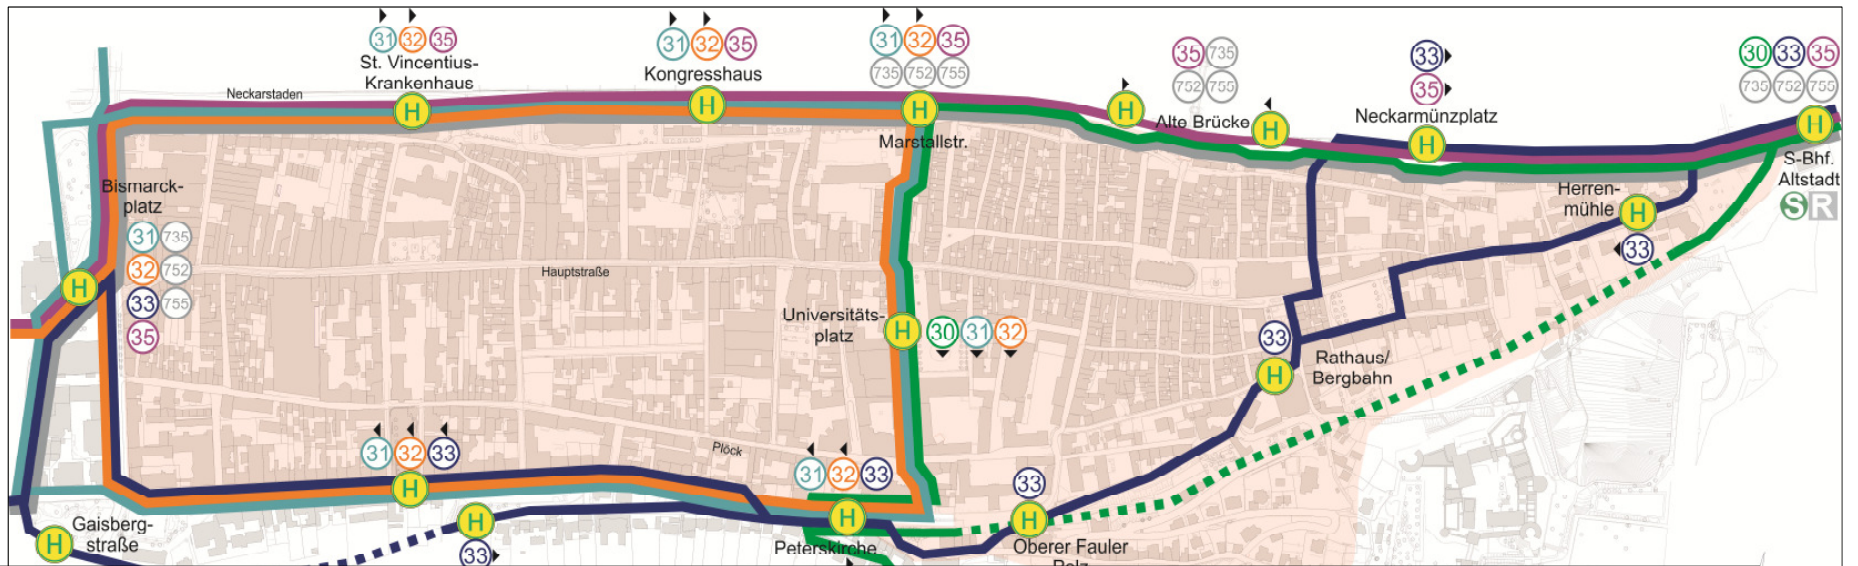 31 32 35
St. Vincentius-
Krankenhaus
H
Neckarstaden
31 32 35
Kongresshaus
H
31 32 35
735 752 755
H
Marstallstr.
H
35 735
752 755
Alte Brücke
H
33
35
Neckarmünzplatz
H
30 33 35
735 752 755
H
S-Bhf.
Altstadt
S R
Bismarck-
platz
31 735
32 752
33 755
35
H
Hauptstraße
Universitäts-
platz
H
30 31 32
Herren-
mühle
H
33
33
H
Rathaus/
Bergbahn
31 32 33
H
Plöck
31 32 33
H
Peterskirche
33
H
Oberer Fauler
Pelz
Gaisberg-
straße
H
H
33